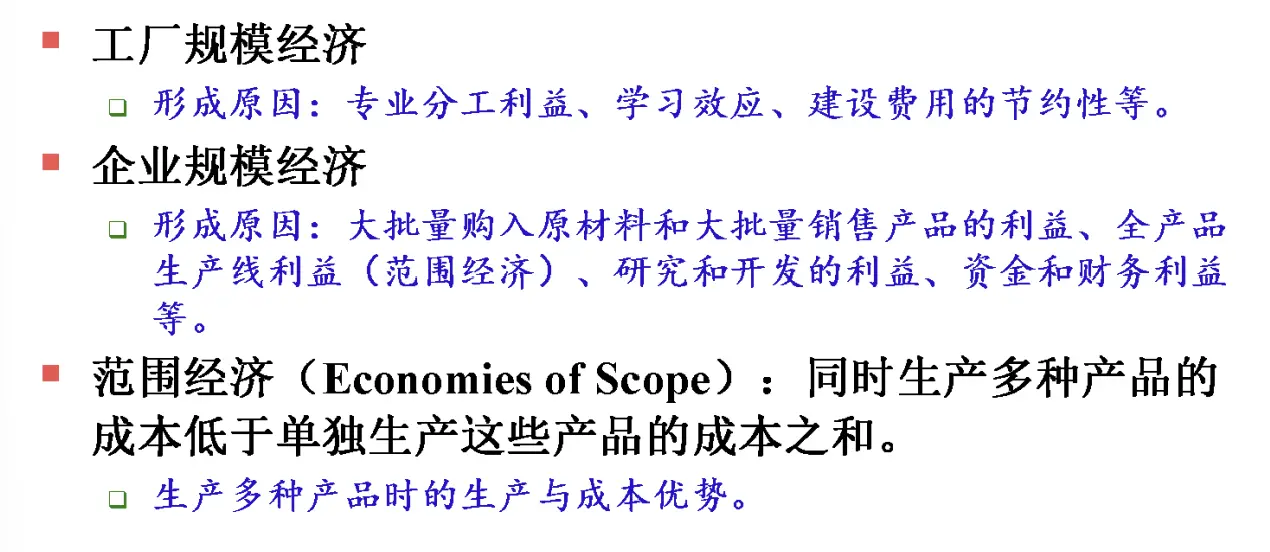 工厂规模经济
形成原因：专业分工利益、学习效应、建设费用的节约性等。
企业规模经济
形成原因：大批量购入原材料和大批量销售产品的利益、全产品
生产线利益（范围经济）、研究和开发的利益、资金和财务利益
等。
范围经济（Economies of Scope）：同时生产多种产品的
成本低于单独生产这些产品的成本之和。
生产多种产品时的生产与成本优势。